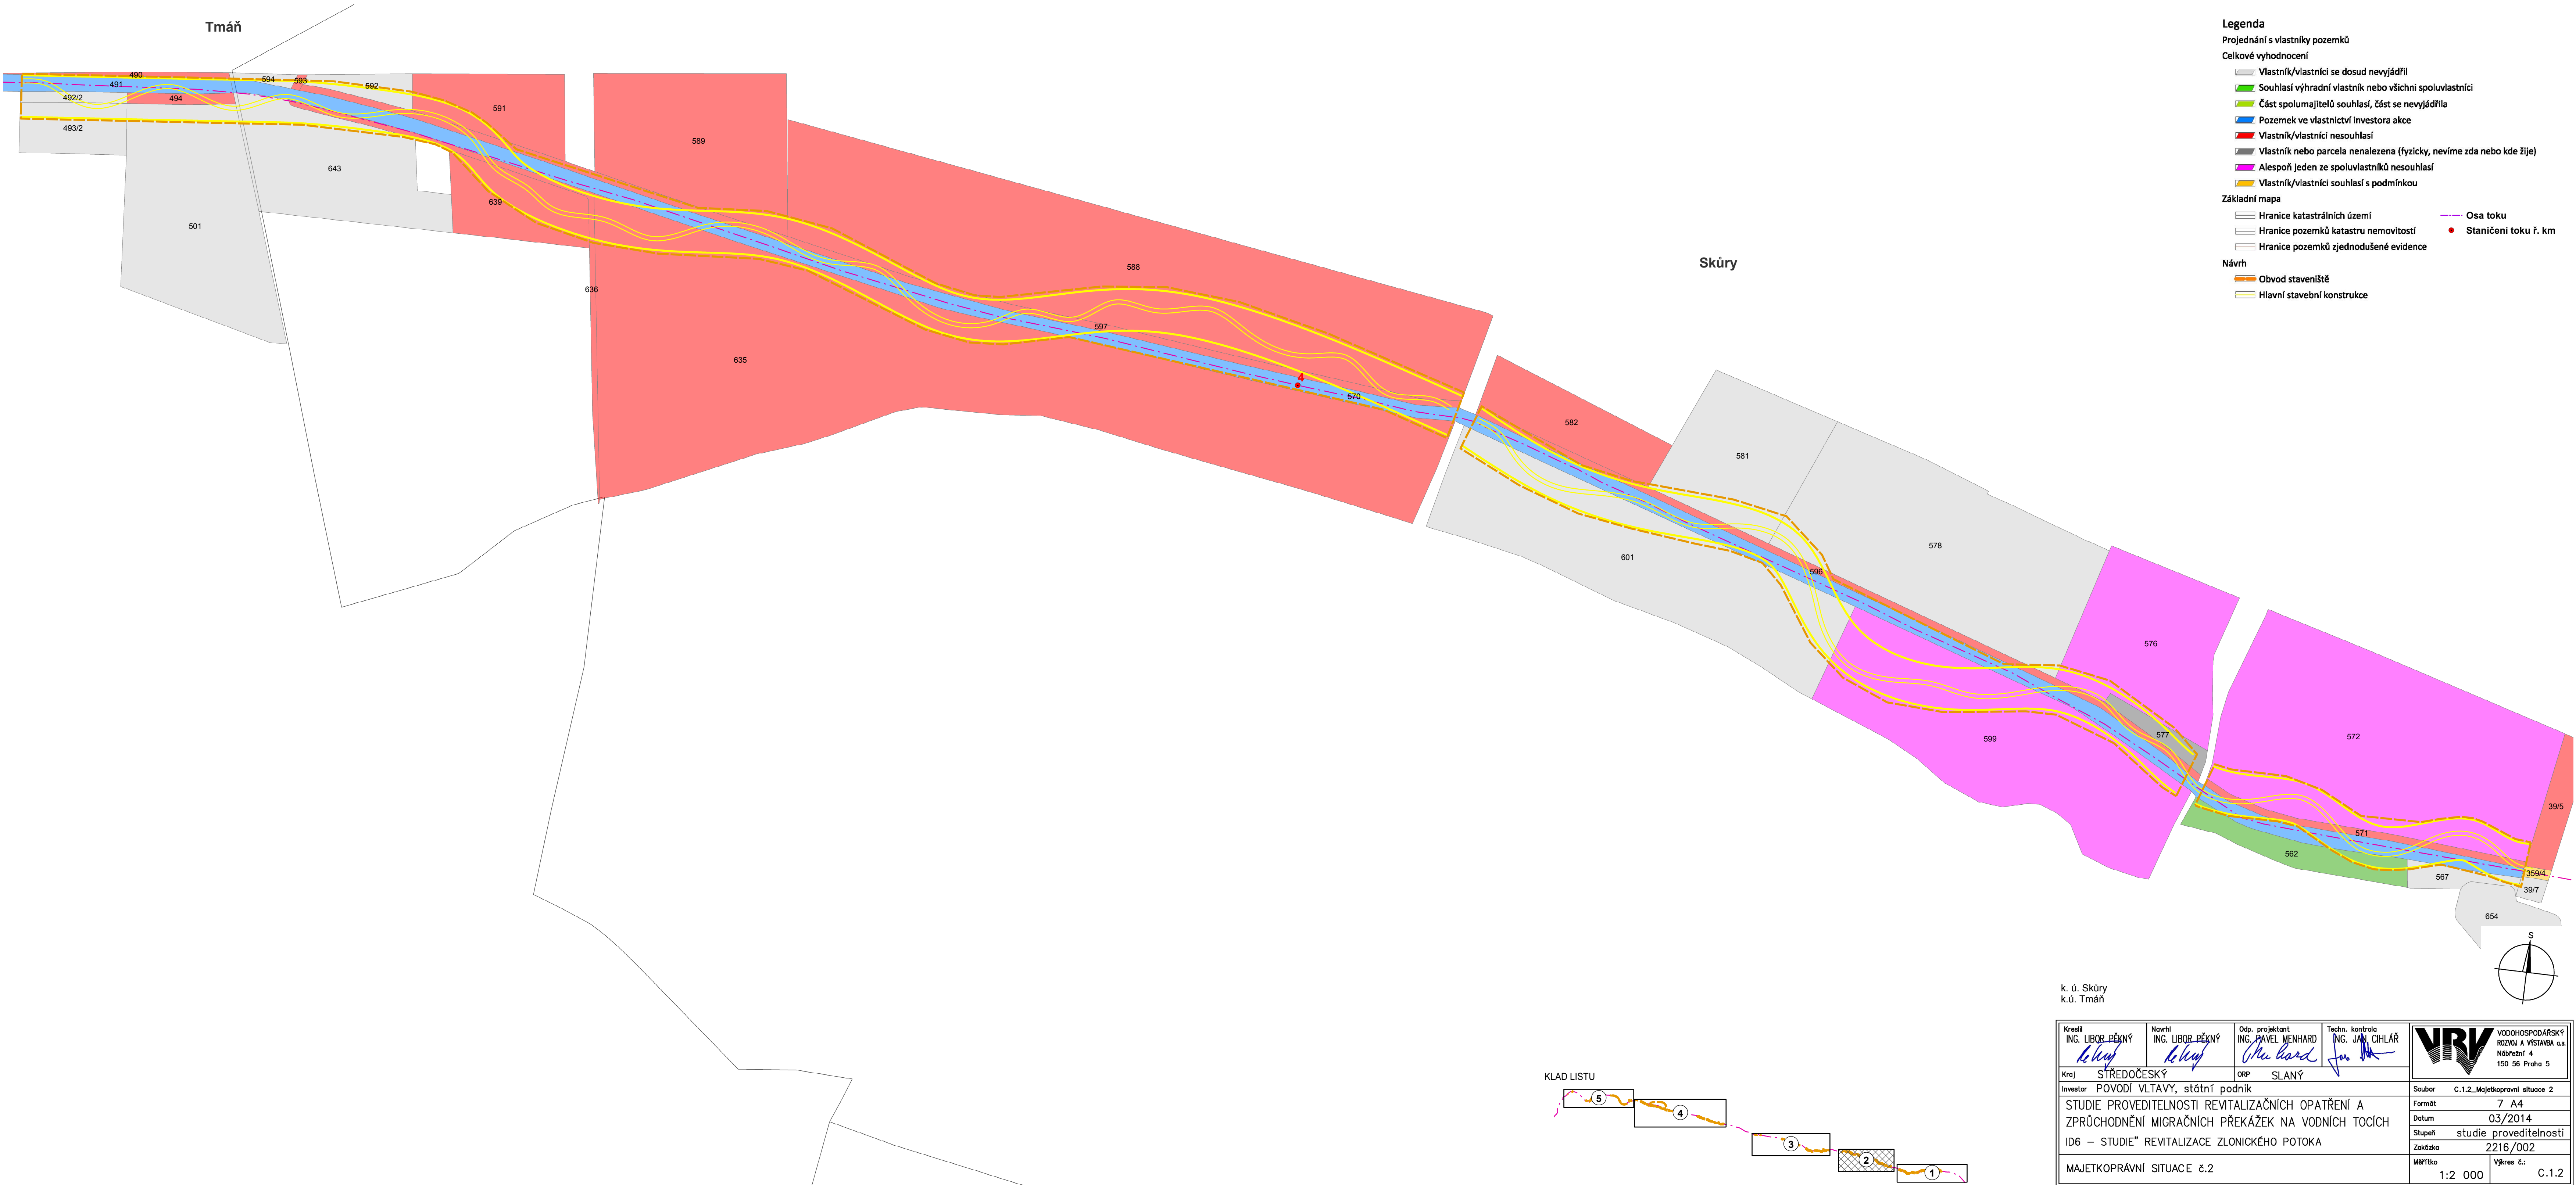 Tmáň
Skůry
490
491
492/2
494
493/2
501
594
593
592
643
591
639
636
589
635
588
597
4
570
582
581
601
578
596
576
577
599
572
571
562
567
39/5
359/4
39/7
654
Legenda
Projednání s vlastníky pozemků
Celkové vyhodnocení
Vlastník/vlastníci se dosud nevyjádřil
Souhlasí výhradní vlastník nebo všichni spoluvlastníci
Část spolumajitelů souhlasí, část se nevyjádřila
Pozemek ve vlastnictví investora akce
Vlastník/vlastníci nesouhlasí
Vlastník nebo parcela nenalezena (fyzicky, nevíme zda nebo kde žije)
Alespoň jeden ze spoluvlastníků nesouhlasí
Vlastník/vlastníci souhlasí s podmínkou
Základní mapa
Hranice katastrálních území
Hranice pozemků katastru nemovitostí
Hranice pozemků zjednodušené evidence
Osa toku
Staničení toku ř. km
Návrh
Obvod staveniště
Hlavní stavební konstrukce
S
k. ú. Skůry
k.ú. Tmáň
KLAD LISTU
5
4
3
2
1
Kreslil
ING. LIBOR PĚKNÝ
Navrhl
ING. LIBOR PĚKNÝ
Odp. projektant
ING. PAVEL MENHARD
Techn. kontrola
ING. JAN CIHLÁŘ
VRV
VODOHOSPODÁŘSKÝ
ROZVOJ A VÝSTAVBA a.s.
Nábřežní 4
150 56 Praha 5
Kraj STŘEDOČESKÝ
ORP SLANÝ
Investor POVODÍ VLTAVY, státní podnik
Soubor C.1.2_Majetkopravni situace 2
STUDIE PROVEDITELNOSTI REVITALIZAČNÍCH OPATŘENÍ A
ZPRŮCHODNĚNÍ MIGRAČNÍCH PŘEKÁŽEK NA VODNÍCH TOCÍCH
ID6 – STUDIE" REVITALIZACE ZLONICKÉHO POTOKA
Formát 7 A4
Datum 03/2014
Stupeň studie proveditelnosti
Zakázka 2216/002
MAJETKOPRÁVNÍ SITUACE č.2
Měřítko 1:2 000
Výkres č.: C.1.2